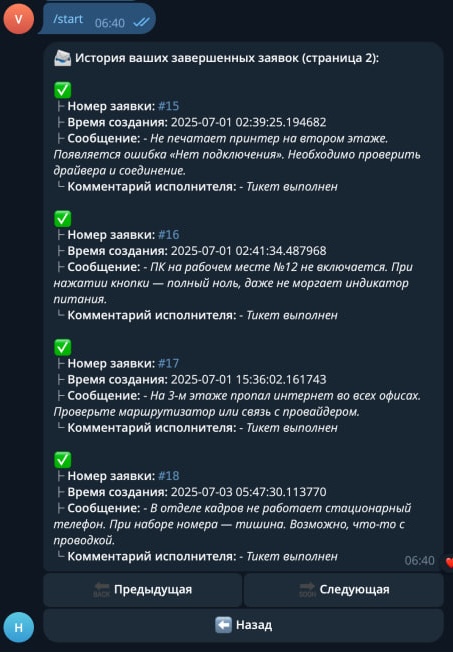 V
/start 06:40
История ваших завершенных заявок (страница 2):
├ Номер заявки: #15
├ Время создания: 2025-07-01 02:39:25.194682
├ Сообщение: - Не печатает принтер на втором этаже.
Появляется ошибка «Нет подключения». Необходимо проверить
драйвера и соединение.
└ Комментарий исполнителя: - Тикет выполнен
├ Номер заявки: #16
├ Время создания: 2025-07-01 02:41:34.487968
├ Сообщение: - ПК на рабочем месте №12 не включается. При
нажатии кнопки — полный ноль, даже не моргает индикатор
питания.
└ Комментарий исполнителя: - Тикет выполнен
├ Номер заявки: #17
├ Время создания: 2025-07-01 15:36:02.161743
├ Сообщение: - На 3-м этаже пропал интернет во всех офисах.
Проверьте маршрутизатор или связь с провайдером.
└ Комментарий исполнителя: - Тикет выполнен
├ Номер заявки: #18
├ Время создания: 2025-07-03 05:47:30.113770
├ Сообщение: - В отделе кадров не работает стационарный
телефон. При наборе номера — тишина. Возможно, что-то с
проводкой.
└ Комментарий исполнителя: - Тикет выполнен
06:40
BACK Предыдущая SOON Следующая
Н Назад